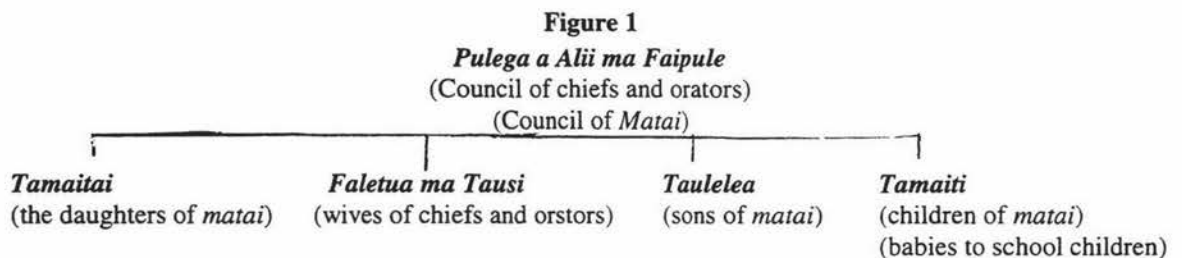 Figure 1
Pulega a Alii ma Faipule
(Council of chiefs and orators)
(Council of Matai)
Tamaitai
(the daughters of matai)
Faletua ma Tausi
(wives of chiefs and orstors)
Taulelea
(sons of matai)
Tamaiti
(children of matai)
(babies to school children)